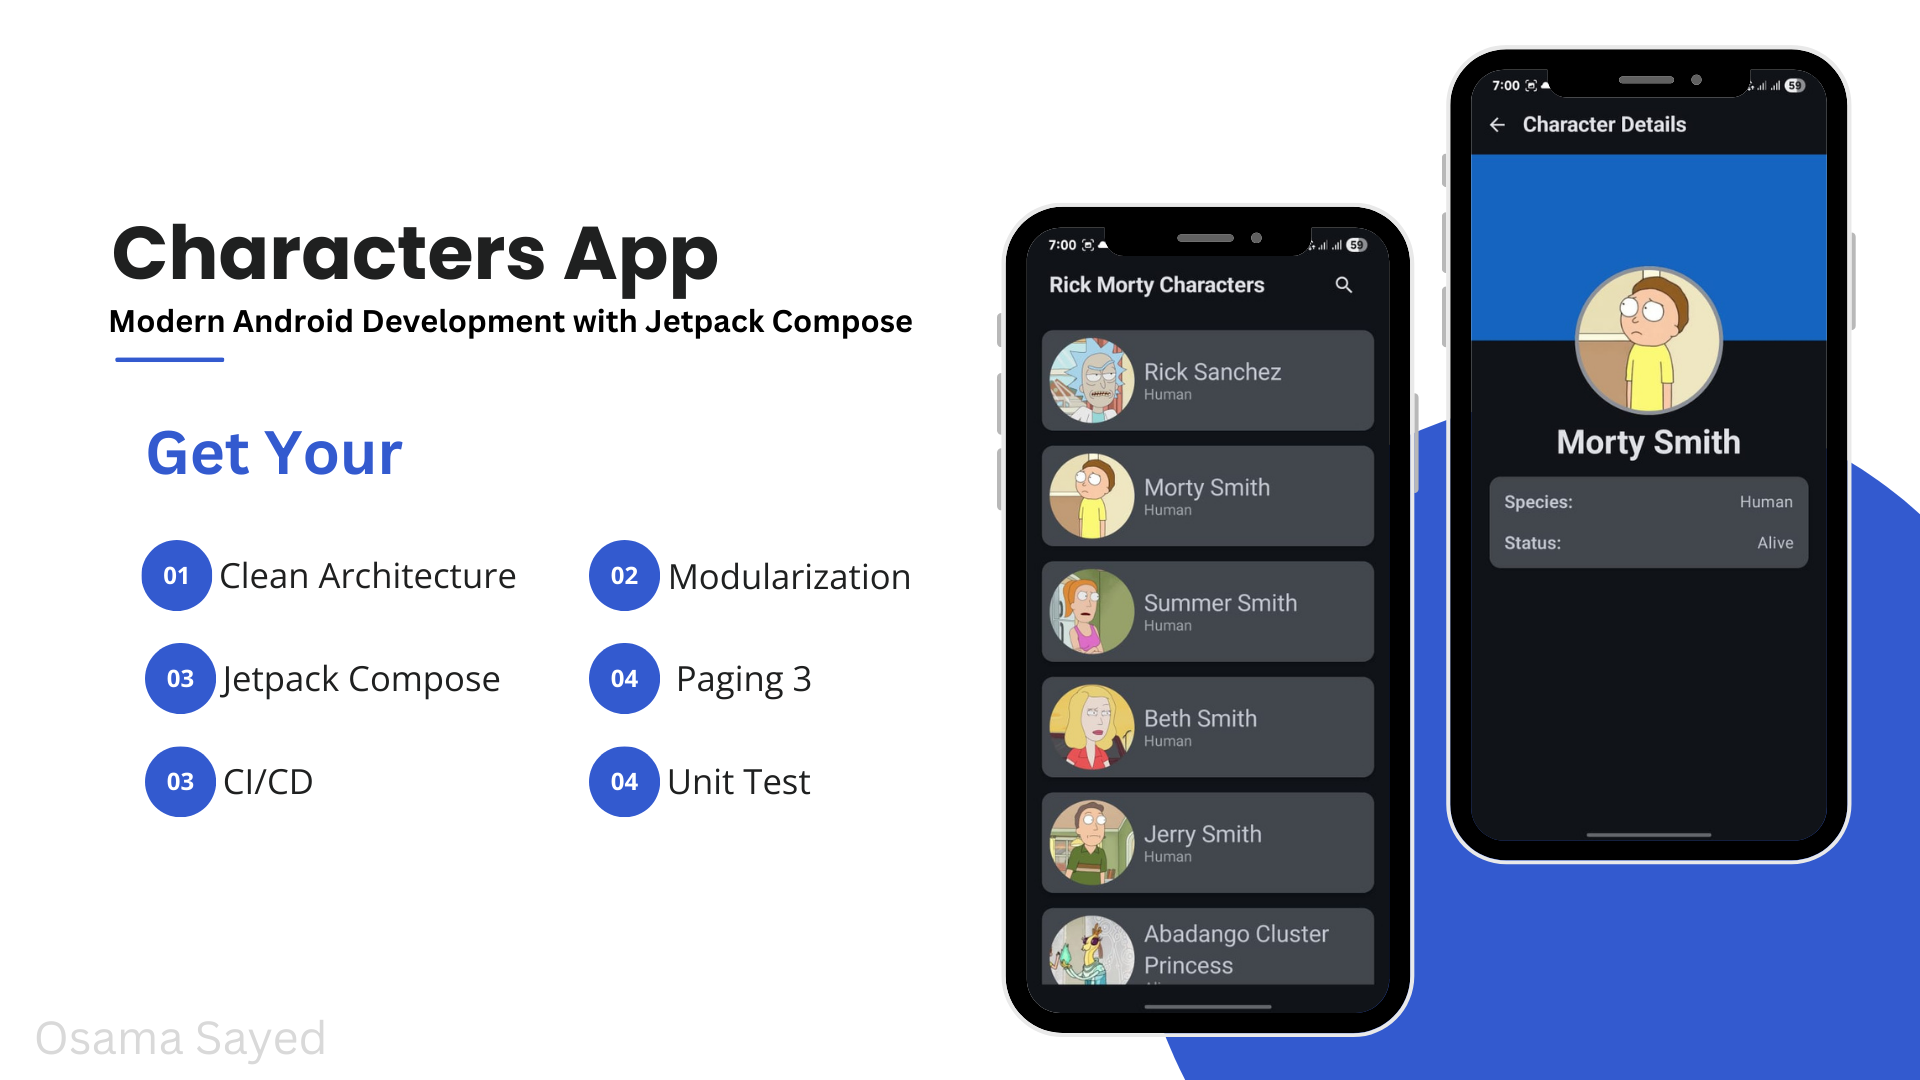 Characters App
Modern Android Development with Jetpack Compose
Get Your
01 Clean Architecture
02 Modularization
03 Jetpack Compose
04 Paging 3
03 CI/CD
04 Unit Test
Osama Sayed
7:00 59
Rick Morty Characters
Rick Sanchez
Human
Morty Smith
Human
Summer Smith
Human
Beth Smith
Human
Jerry Smith
Human
Abadango Cluster
Princess
7:00 59
Character Details
Morty Smith
Species: Human
Status: Alive